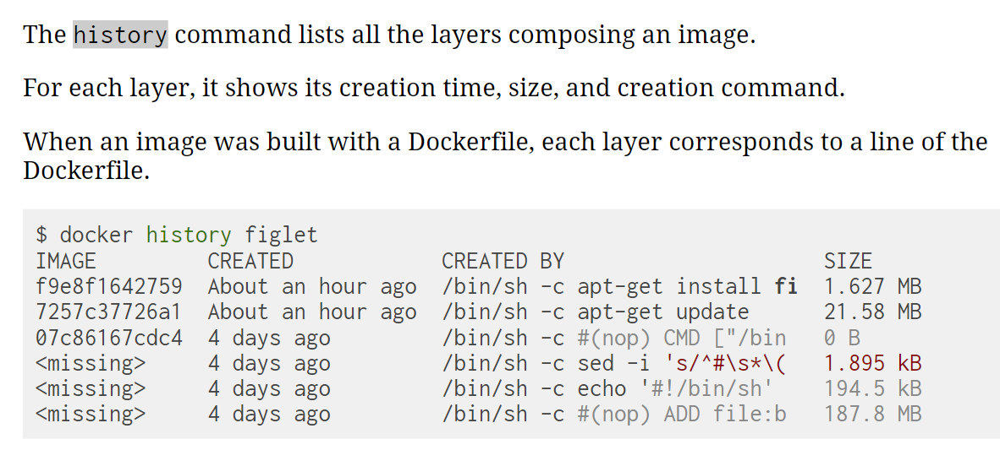 The history command lists all the layers composing an image.
For each layer, it shows its creation time, size, and creation command.
When an image was built with a Dockerfile, each layer corresponds to a line of the
Dockerfile.
$ docker history figlet
IMAGE         CREATED            CREATED BY                     SIZE
f9e8f1642759  About an hour ago  /bin/sh -c apt-get install fi  1.627 MB
7257c37726a1  About an hour ago  /bin/sh -c apt-get update      21.58 MB
07c86167cdc4  4 days ago         /bin/sh -c #(nop) CMD ["/bin   0 B
<missing>     4 days ago         /bin/sh -c sed -i 's/^#\s*\(   1.895 kB
<missing>     4 days ago         /bin/sh -c echo '#!/bin/sh'    194.5 kB
<missing>     4 days ago         /bin/sh -c #(nop) ADD file:b   187.8 MB